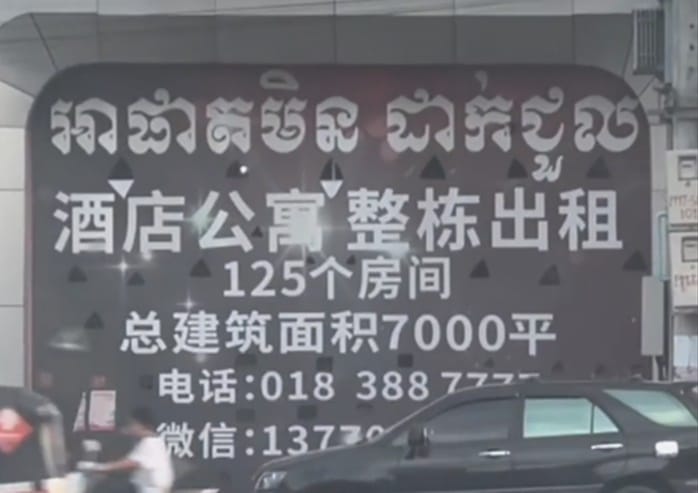 អាផាតមិន ដាក់ជួល
酒店公寓 整栋出租
125个房间
总建筑面积7000平
电话:018 388 7777
微信:1377